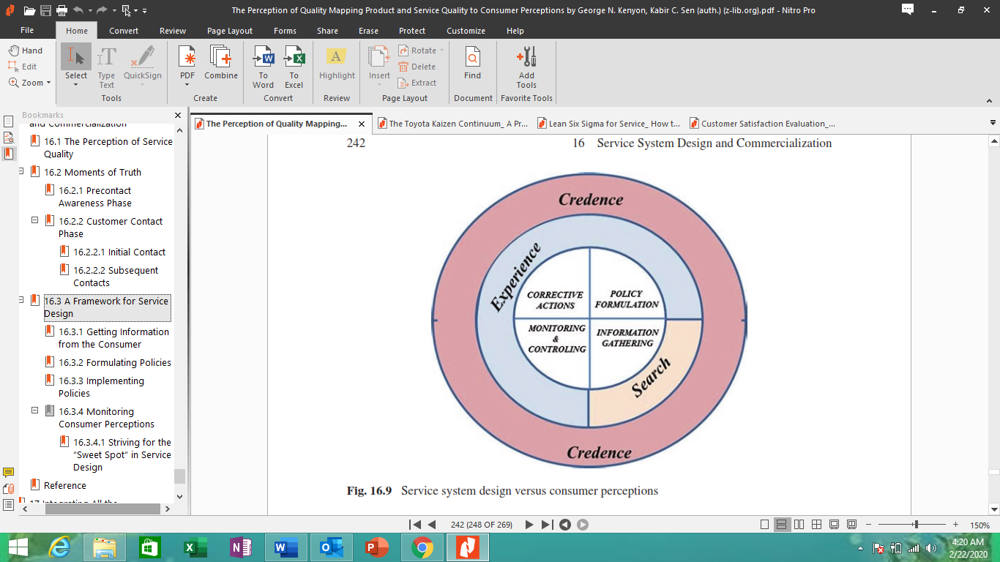 The Perception of Quality Mapping Product and Service Quality to Consumer Perceptions by George N. Kenyon, Kabir C. Sen (auth.) (z-lib.org).pdf - Nitro Pro
File
Home
Convert
Review
Page Layout
Forms
Share
Erase
Protect
Customize
Help
Hand
Edit
Zoom
Select
Type
Text
QuickSign
Tools
PDF
Combine
Create
To
Word
To
Excel
Convert
Highlight
Review
Insert
Rotate
Delete
Extract
Page Layout
Find
Document
Add
Tools
Favorite Tools
Bookmarks
and Commercialization
16.1 The Perception of Service
Quality
16.2 Moments of Truth
16.2.1 Precontact
Awareness Phase
16.2.2 Customer Contact
Phase
16.2.2.1 Initial Contact
16.2.2.2 Subsequent
Contacts
16.3 A Framework for Service
Design
16.3.1 Getting Information
from the Consumer
16.3.2 Formulating Policies
16.3.3 Implementing
Policies
16.3.4 Monitoring
Consumer Perceptions
16.3.4.1 Striving for the
“Sweet Spot” in Service
Design
Reference
17 Integrating All the
The Perception of Quality Mapping...
The Toyota Kaizen Continuum_ A Pr...
Lean Six Sigma for Service_ How t...
Customer Satisfaction Evaluation_...
242
16 Service System Design and Commercialization
Credence
Experience
CORRECTIVE
ACTIONS
POLICY
FORMULATION
MONITORING
&
CONTROLING
INFORMATION
GATHERING
Search
Credence
Fig. 16.9 Service system design versus consumer perceptions
242 (248 OF 269)
150%
4:20 AM
2/22/2020